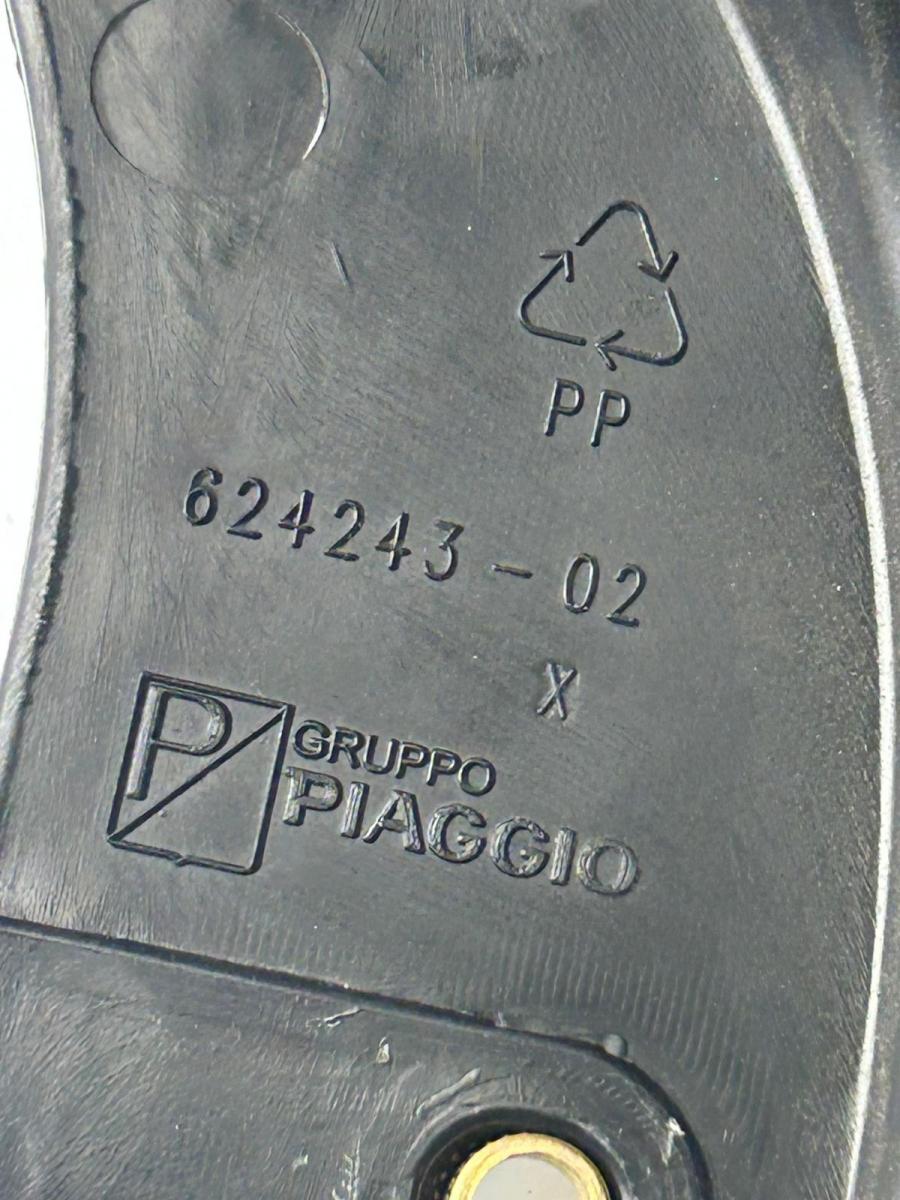 PP
624243-02
X
P
GRUPPO
PIAGGIO